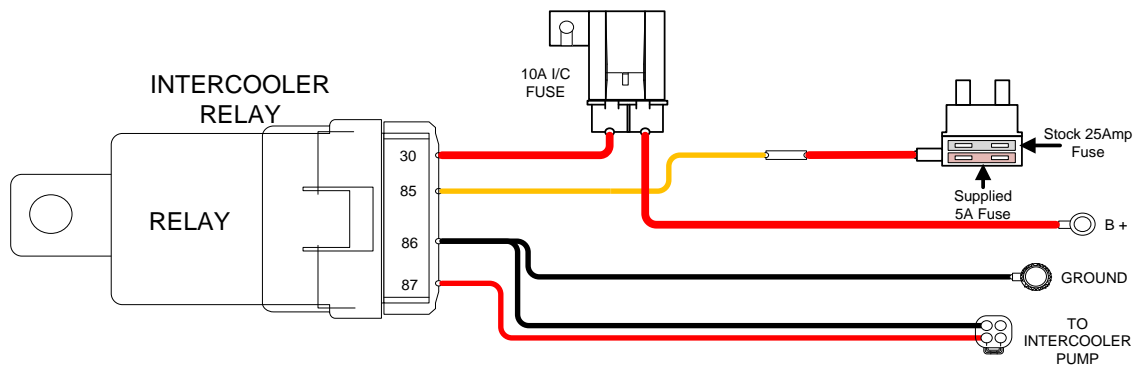 INTERCOOLER
RELAY
10A I/C
FUSE
Stock 25Amp
Fuse
Supplied
5A Fuse
30
85
86
87
RELAY
B +
GROUND
TO
INTERCOOLER
PUMP